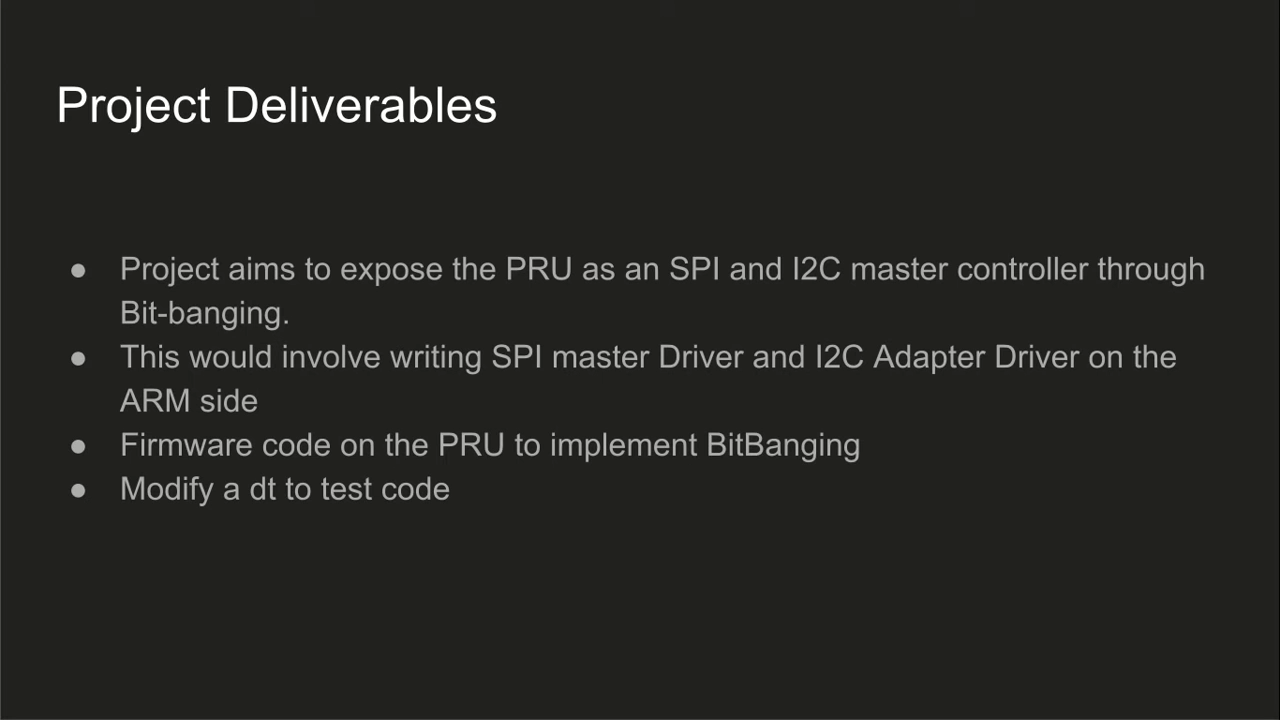 Project Deliverables
● Project aims to expose the PRU as an SPI and I2C master controller through
Bit-banging.
● This would involve writing SPI master Driver and I2C Adapter Driver on the
ARM side
● Firmware code on the PRU to implement BitBanging
● Modify a dt to test code